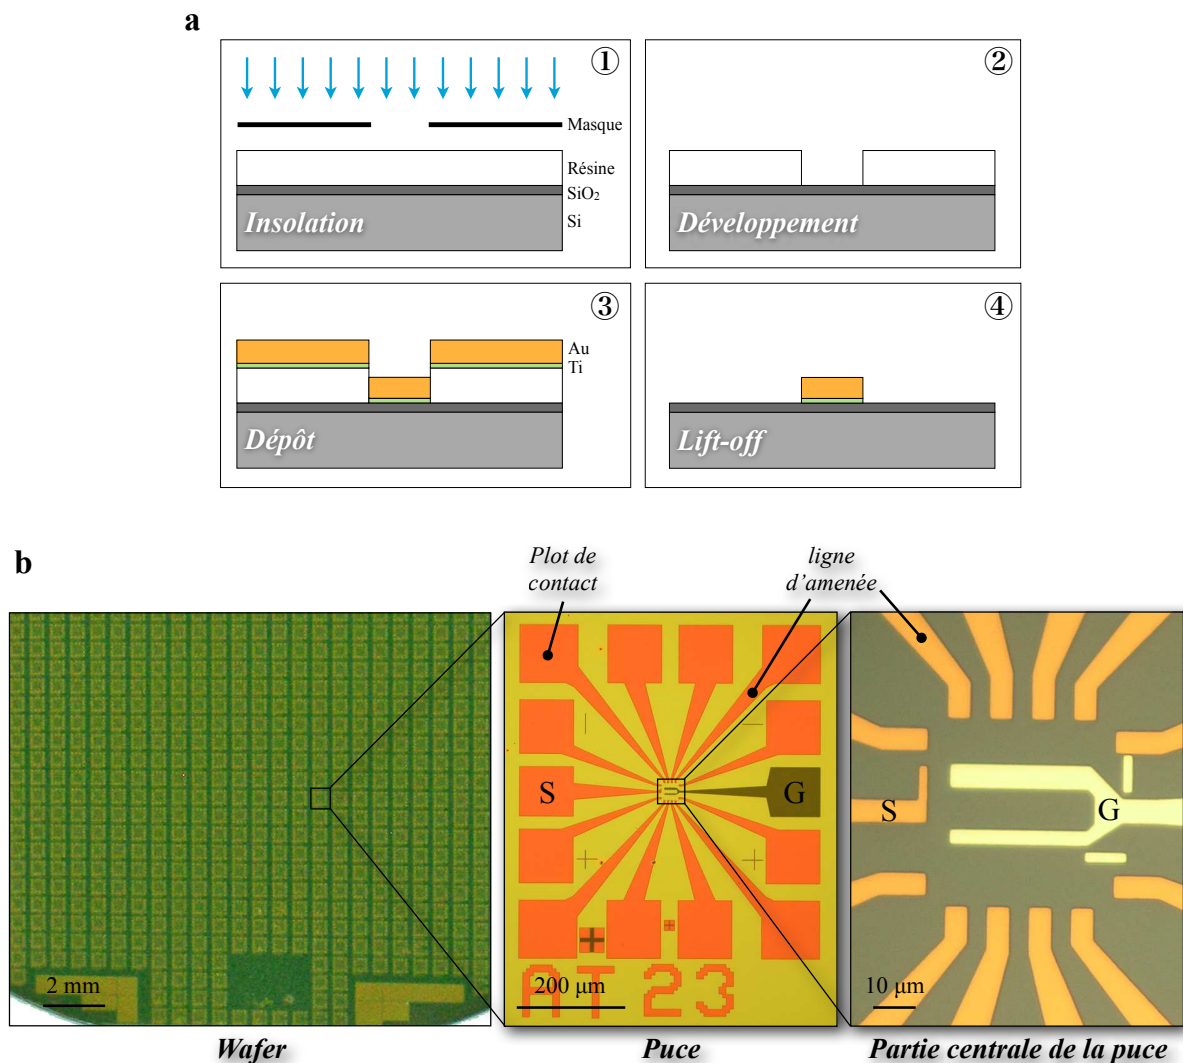 a
①
Masque
Résine
SiO₂
Si
Insolation
②
Développement
③
Au
Ti
Dépôt
④
Lift-off
b
Plot de
contact
ligne
d'amenée
2 mm
Wafer
S
G
AT 23
200 μm
Puce
S
G
10 μm
Partie centrale de la puce